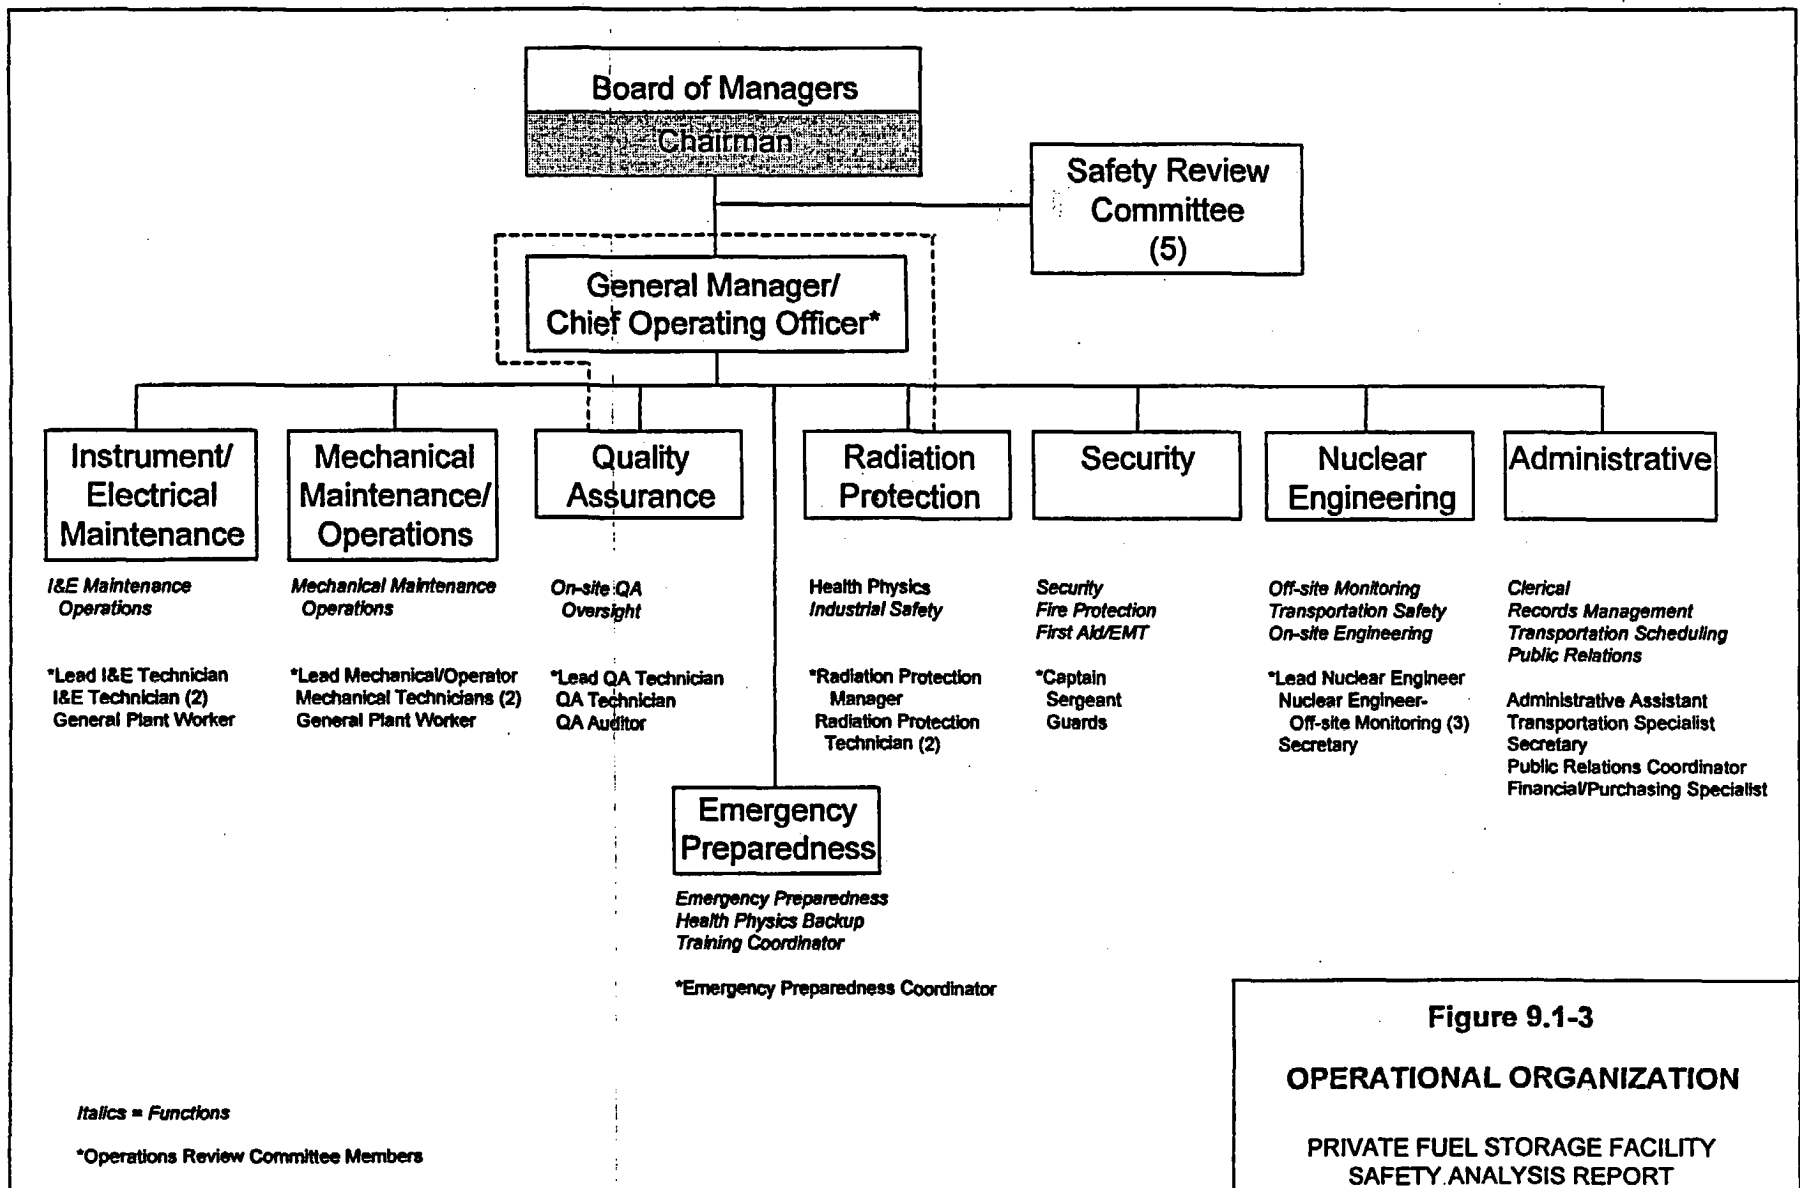 Board of Managers
Chairman
Safety Review
Committee
(5)
General Manager/
Chief Operating Officer*
Instrument/
Electrical
Maintenance
I&E Maintenance
Operations
*Lead I&E Technician
I&E Technician (2)
General Plant Worker
Mechanical
Maintenance/
Operations
Mechanical Maintenance
Operations
*Lead Mechanical/Operator
Mechanical Technicians (2)
General Plant Worker
Quality
Assurance
On-site QA
Oversight
*Lead QA Technician
QA Technician
QA Auditor
Radiation
Protection
Health Physics
Industrial Safety
*Radiation Protection
Manager
Radiation Protection
Technician (2)
Security
Security
Fire Protection
First Aid/EMT
*Captain
Sergeant
Guards
Nuclear
Engineering
Off-site Monitoring
Transportation Safety
On-site Engineering
*Lead Nuclear Engineer
Nuclear Engineer-
Off-site Monitoring (3)
Secretary
Administrative
Clerical
Records Management
Transportation Scheduling
Public Relations
Administrative Assistant
Transportation Specialist
Secretary
Public Relations Coordinator
Financial/Purchasing Specialist
Emergency
Preparedness
Emergency Preparedness
Health Physics Backup
Training Coordinator
*Emergency Preparedness Coordinator
Italics = Functions
*Operations Review Committee Members
Figure 9.1-3
OPERATIONAL ORGANIZATION
PRIVATE FUEL STORAGE FACILITY
SAFETY ANALYSIS REPORT